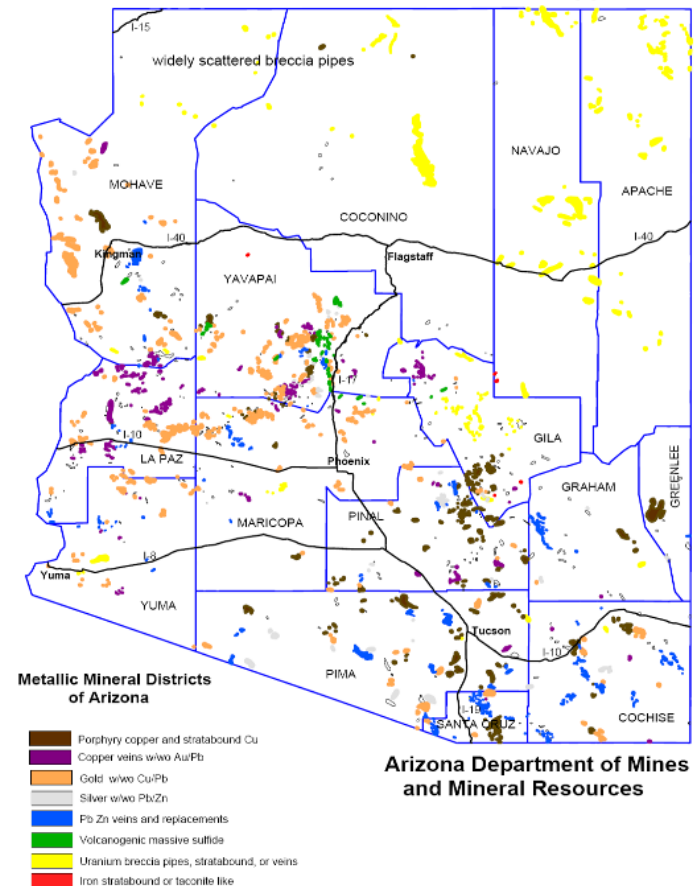 I-15
widely scattered breccia pipes
NAVAJO
MOHAVE
APACHE
COCONINO
I-40
I-40
Kingman
Flagstaff
YAVAPAI
I-17
I-10
GILA
LA PAZ
Phoenix
GRAHAM
GREENLEE
MARICOPA
PINAL
I-8
Yuma
YUMA
Tucson
I-10
PIMA
I-19
SANTA CRUZ
COCHISE
Metallic Mineral Districts
of Arizona
Porphyry copper and stratabound Cu
Copper veins w/wo Au/Pb
Gold w/wo Cu/Pb
Silver w/wo Pb/Zn
Pb Zn veins and replacements
Volcanogenic massive sulfide
Uranium breccia pipes, stratabound, or veins
Iron stratabound or taconite like
Arizona Department of Mines
and Mineral Resources